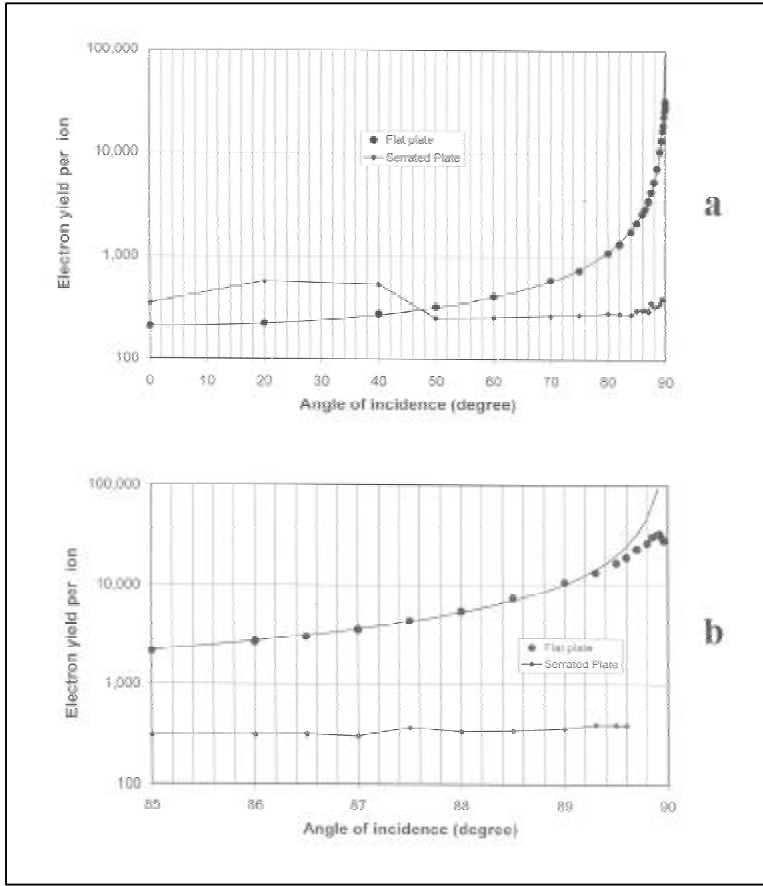 100,000
10,000
1,000
100
Electron yield per ion
Flat plate
Serrated Plate
0 10 20 30 40 50 60 70 80 90
Angle of incidence (degree)
a
100,000
10,000
1,000
100
Electron yield per ion
Flat plate
Serrated Plate
85 86 87 88 89 90
Angle of incidence (degree)
b